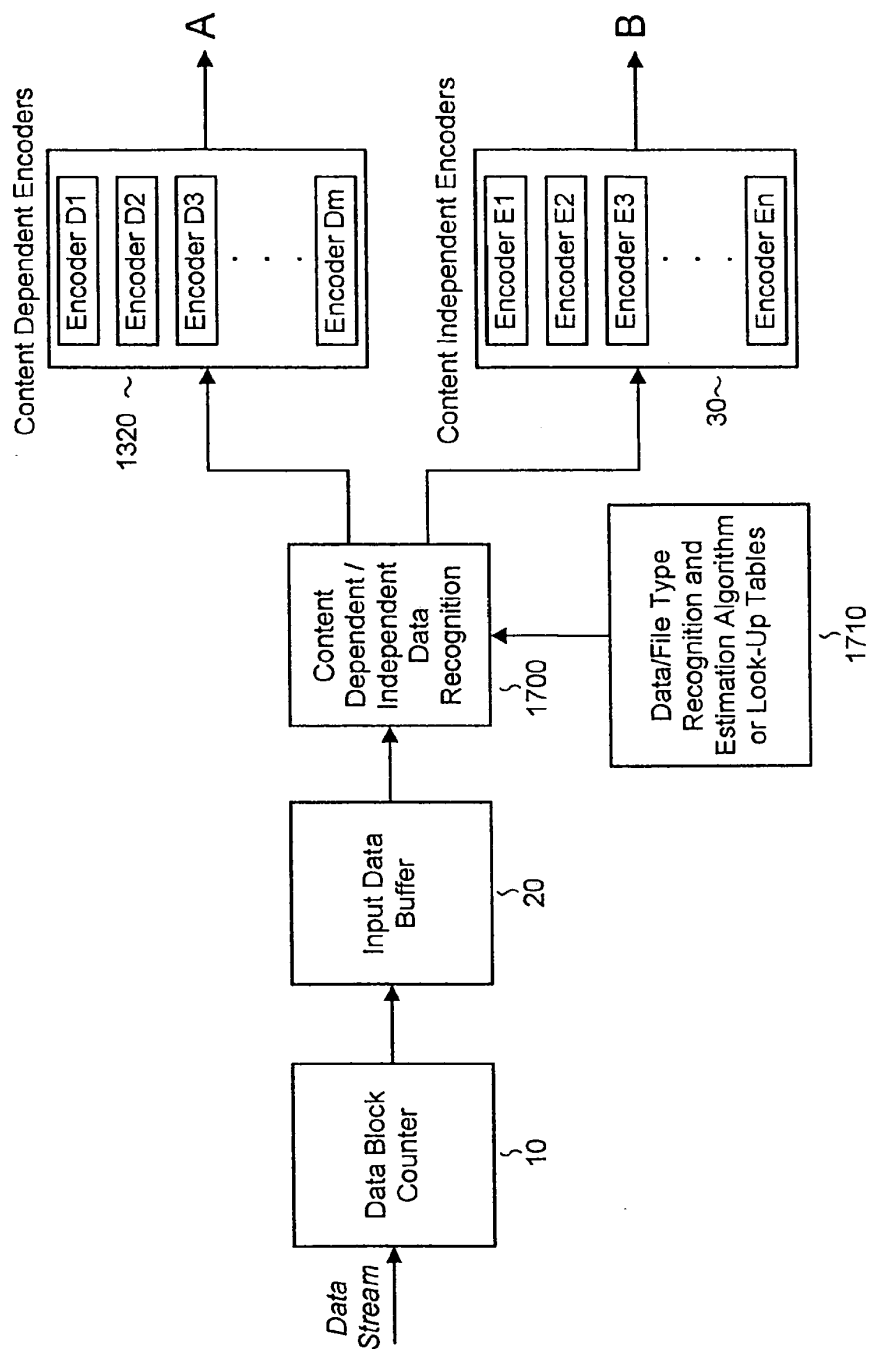 Data
Stream
Data Block
Counter
10
Input Data
Buffer
20
Content
Dependent /
Independent
Data
Recognition
1700
Data/File Type
Recognition and
Estimation Algorithm
or Look-Up Tables
1710
Content Dependent Encoders
Encoder D1
Encoder D2
Encoder D3
. . .
Encoder Dm
1320
A
Content Independent Encoders
Encoder E1
Encoder E2
Encoder E3
. . .
Encoder En
30
B